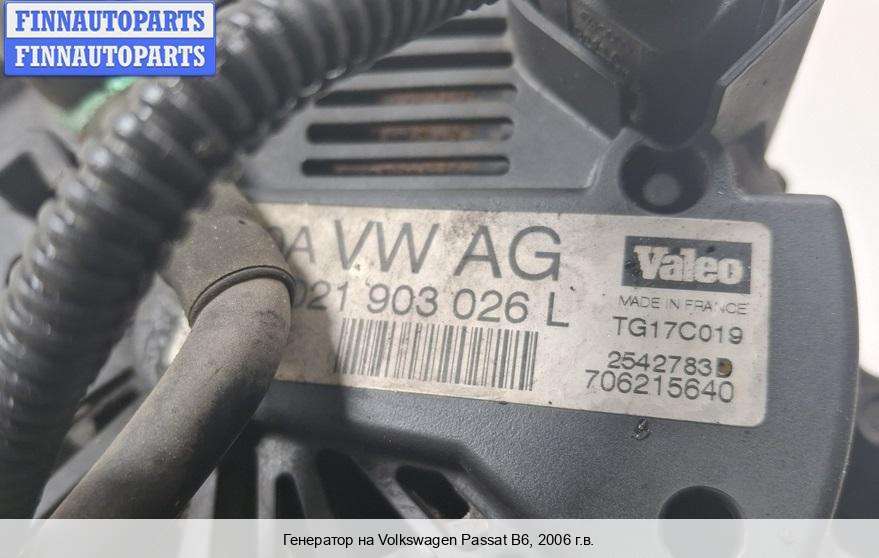 FINNAUTOPARTS
FINNAUTOPARTS
VW AG
021 903 026 L
Valeo
MADE IN FRANCE
TG17C019
2542783D
706215640
Генератор на Volkswagen Passat B6, 2006 г.в.